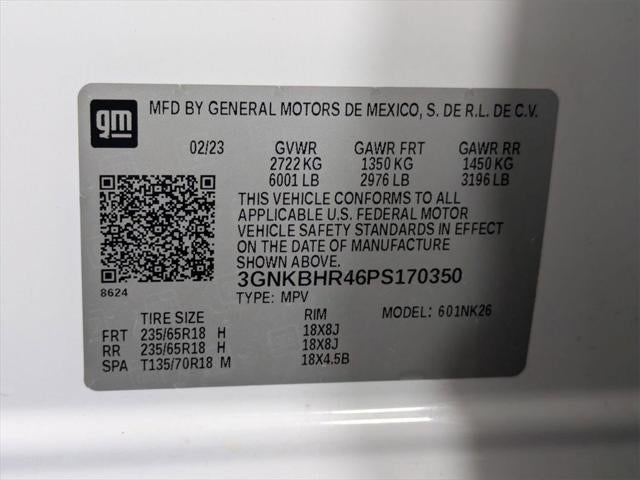 gm MFD BY GENERAL MOTORS DE MEXICO, S. DE R.L. DE C.V.
02/23 GVWR GAWR FRT GAWR RR
2722 KG 1350 KG 1450 KG
6001 LB 2976 LB 3196 LB
THIS VEHICLE CONFORMS TO ALL
APPLICABLE U.S. FEDERAL MOTOR
VEHICLE SAFETY STANDARDS IN EFFECT
ON THE DATE OF MANUFACTURE
SHOWN ABOVE.
3GNKBHR46PS170350
8624
TYPE: MPV MODEL: 601NK26
TIRE SIZE RIM
FRT 235/65R18 H 18X8J
RR 235/65R18 H 18X8J
SPA T135/70R18 M 18X4.5B